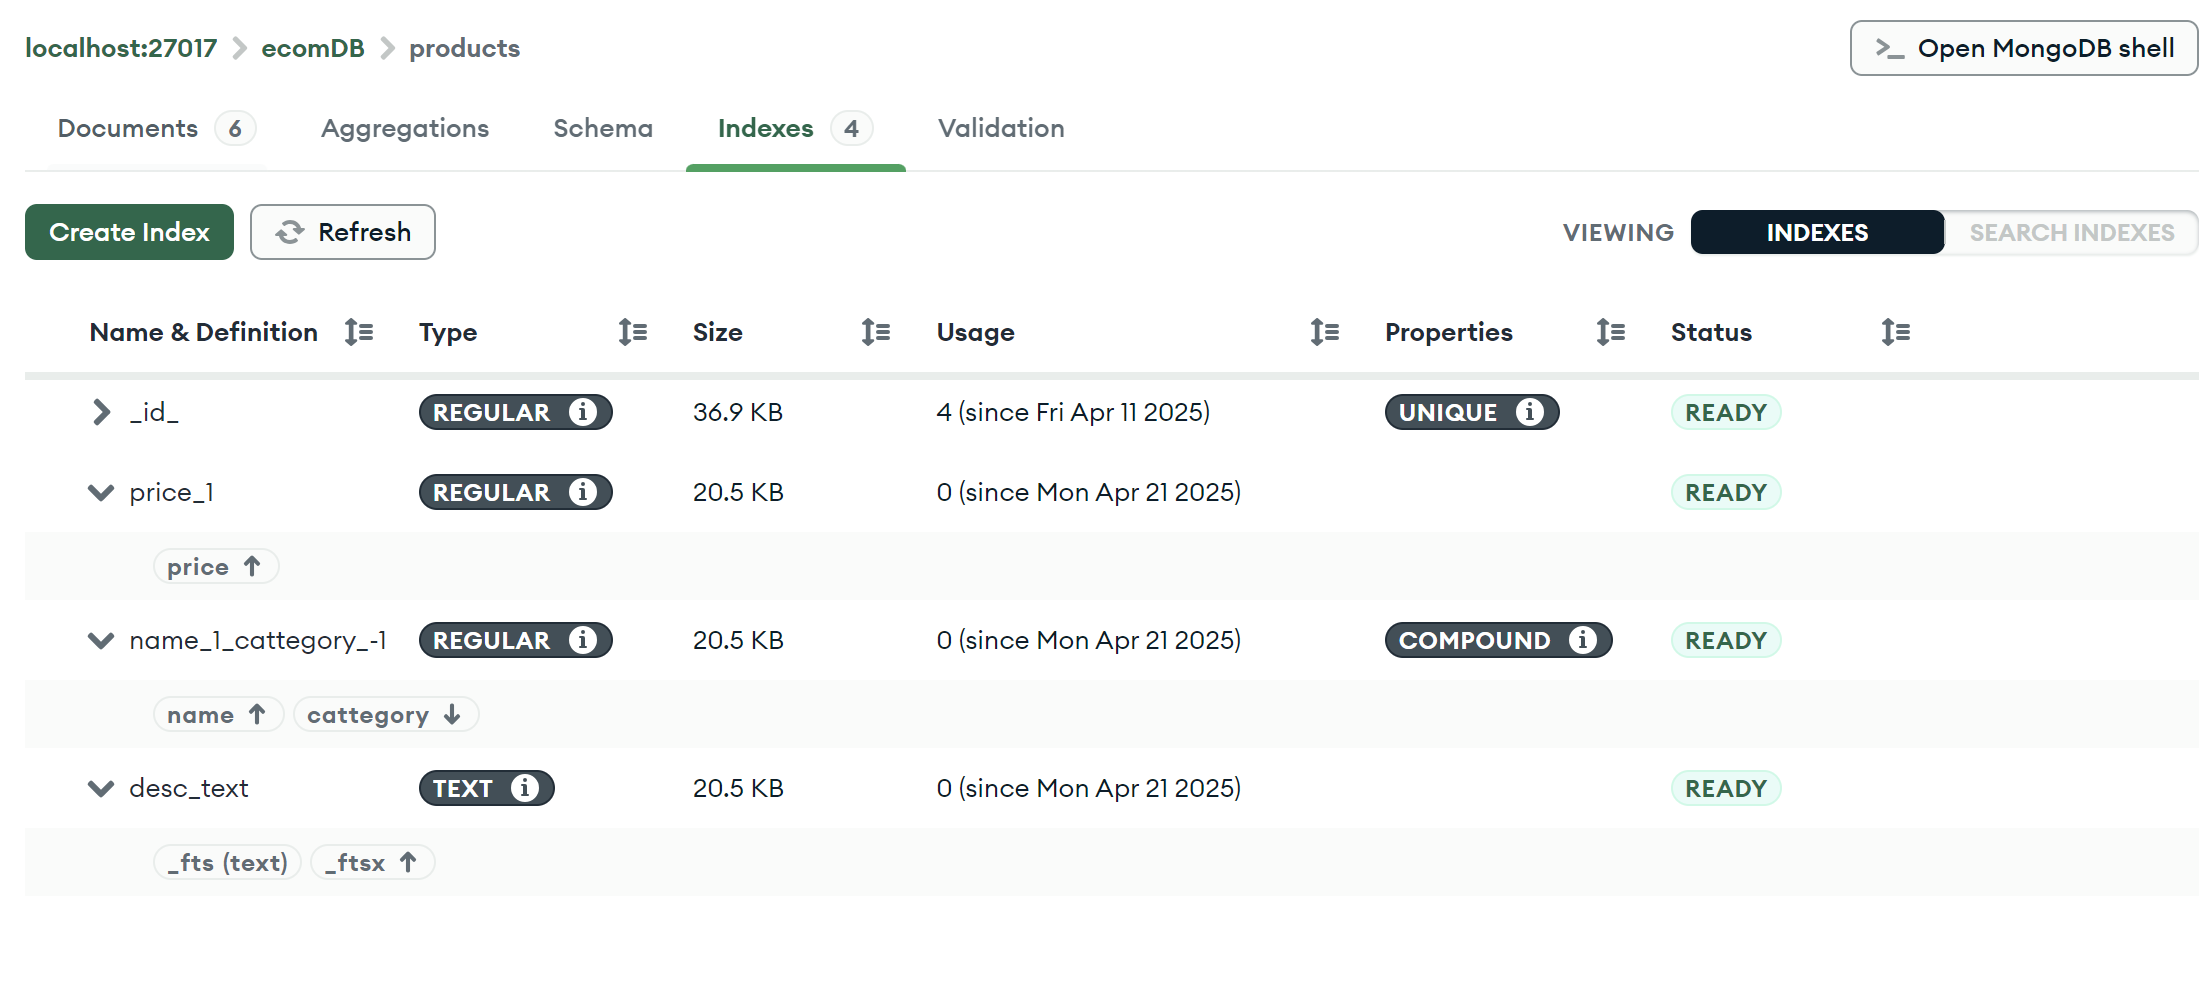 localhost:27017 > ecomDB > products
>_ Open MongoDB shell
Documents 6 Aggregations Schema Indexes 4 Validation
Create Index Refresh VIEWING INDEXES SEARCH INDEXES
Name & Definition Type Size Usage Properties Status
_id_ REGULAR i 36.9 KB 4 (since Fri Apr 11 2025) UNIQUE i READY
price_1 REGULAR i 20.5 KB 0 (since Mon Apr 21 2025) READY
price ↑
name_1_cattegory_-1 REGULAR i 20.5 KB 0 (since Mon Apr 21 2025) COMPOUND i READY
name ↑ cattegory ↓
desc_text TEXT i 20.5 KB 0 (since Mon Apr 21 2025) READY
_fts (text) _ftsx ↑